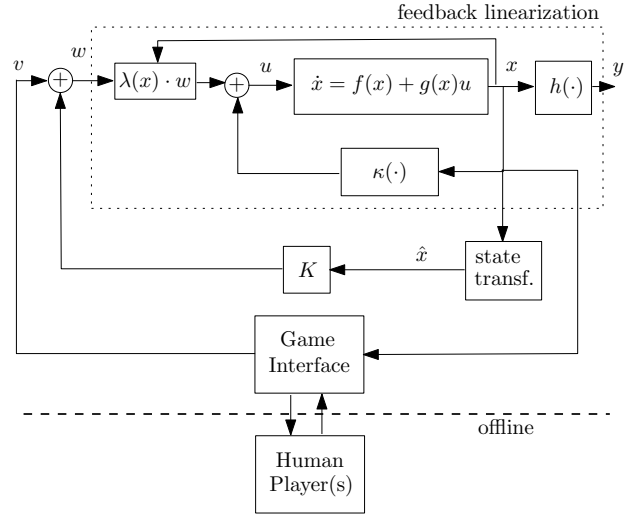 feedback linearization
v
w
λ(x) · w
u
ẋ = f(x) + g(x)u
x
h(·)
y
+
+
κ(·)
K
x̂
state
transf.
Game
Interface
offline
Human
Player(s)